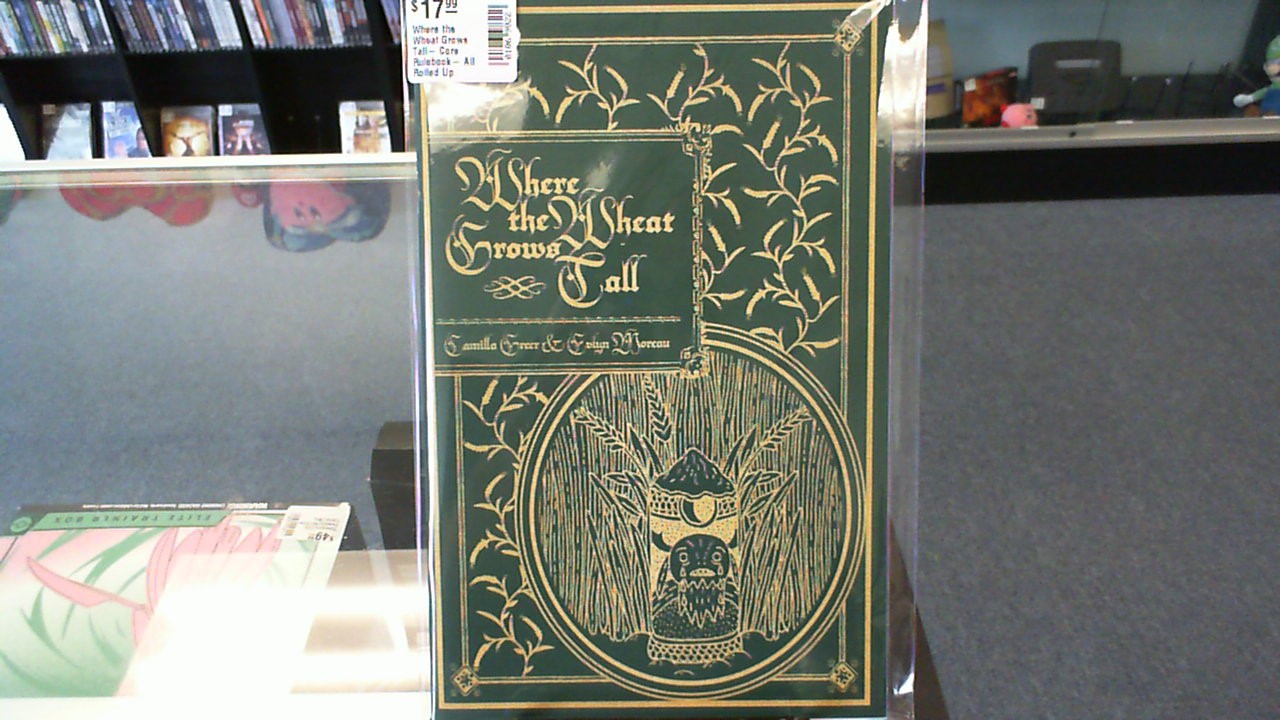 $17.99
Where the
Wheat Grows
Tall- Core
Rulebook- All
Rolled Up
Where
the Wheat
Grows
Tall
Camilla Greer & Evlyn Moreau
ELITE TRAINER BOX
WARNING
$49